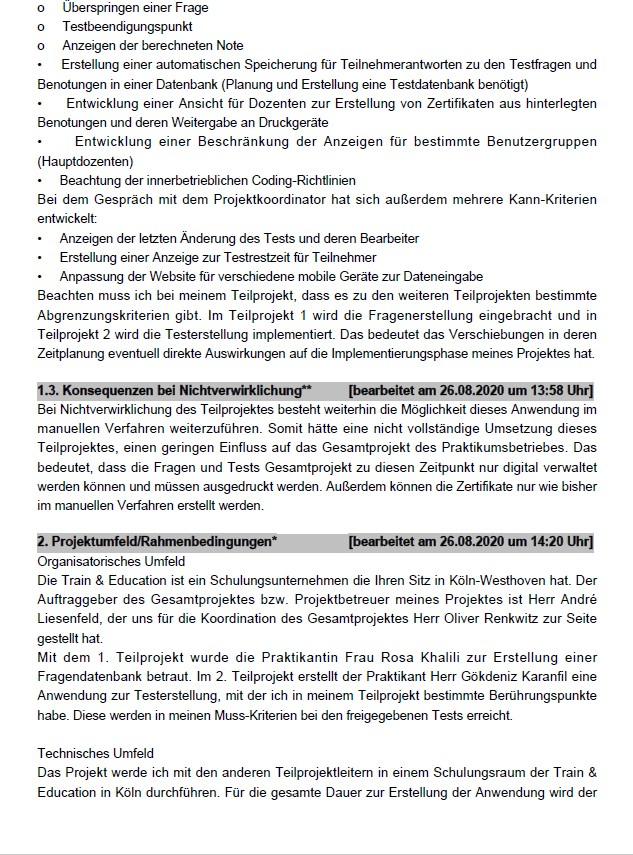 o Überspringen einer Frage
o Testbeendigungspunkt
o Anzeigen der berechneten Note
• Erstellung einer automatischen Speicherung für Teilnehmerantworten zu den Testfragen und
Benotungen in einer Datenbank (Planung und Erstellung eine Testdatenbank benötigt)
• Entwicklung einer Ansicht für Dozenten zur Erstellung von Zertifikaten aus hinterlegten
Benotungen und deren Weitergabe an Druckgeräte
• Entwicklung einer Beschränkung der Anzeigen für bestimmte Benutzergruppen
(Hauptdozenten)
• Beachtung der innerbetrieblichen Coding-Richtlinien
Bei dem Gespräch mit dem Projektkoordinator hat sich außerdem mehrere Kann-Kriterien
entwickelt:
• Anzeigen der letzten Änderung des Tests und deren Bearbeiter
• Erstellung einer Anzeige zur Testrestzeit für Teilnehmer
• Anpassung der Website für verschiedene mobile Geräte zur Dateneingabe
Beachten muss ich bei meinem Teilprojekt, dass es zu den weiteren Teilprojekten bestimmte
Abgrenzungskriterien gibt. Im Teilprojekt 1 wird die Fragenerstellung eingebracht und in
Teilprojekt 2 wird die Testerstellung implementiert. Das bedeutet das Verschiebungen in deren
Zeitplanung eventuell direkte Auswirkungen auf die Implementierungsphase meines Projektes hat.
1.3. Konsequenzen bei Nichtverwirklichung** [bearbeitet am 26.08.2020 um 13:58 Uhr]
Bei Nichtverwirklichung des Teilprojektes besteht weiterhin die Möglichkeit dieses Anwendung im
manuellen Verfahren weiterzuführen. Somit hätte eine nicht vollständige Umsetzung dieses
Teilprojektes, einen geringen Einfluss auf das Gesamtprojekt des Praktikumsbetriebes. Das
bedeutet, dass die Fragen und Tests Gesamtprojekt zu diesen Zeitpunkt nur digital verwaltet
werden können und müssen ausgedruckt werden. Außerdem können die Zertifikate nur wie bisher
im manuellen Verfahren erstellt werden.
2. Projektumfeld/Rahmenbedingungen* [bearbeitet am 26.08.2020 um 14:20 Uhr]
Organisatorisches Umfeld
Die Train & Education ist ein Schulungsunternehmen die Ihren Sitz in Köln-Westhoven hat. Der
Auftraggeber des Gesamtprojektes bzw. Projektbetreuer meines Projektes ist Herr André
Liesenfeld, der uns für die Koordination des Gesamtprojektes Herr Oliver Renkwitz zur Seite
gestellt hat.
Mit dem 1. Teilprojekt wurde die Praktikantin Frau Rosa Khalili zur Erstellung einer
Fragendatenbank betraut. Im 2. Teilprojekt erstellt der Praktikant Herr Gökdeniz Karanfil eine
Anwendung zur Testerstellung, mit der ich in meinem Teilprojekt bestimmte Berührungspunkte
habe. Diese werden in meinen Muss-Kriterien bei den freigegebenen Tests erreicht.
Technisches Umfeld
Das Projekt werde ich mit den anderen Teilprojektleitern in einem Schulungsraum der Train &
Education in Köln durchführen. Für die gesamte Dauer zur Erstellung der Anwendung wird der